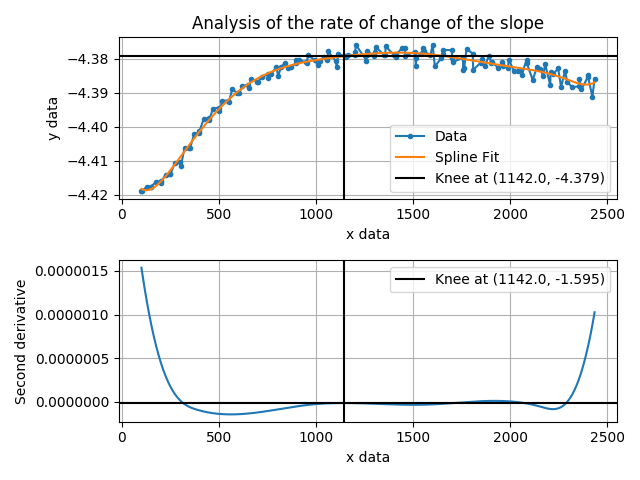 Analysis of the rate of change of the slope
−4.38
−4.39
−4.40
−4.41
−4.42
y data
Data
Spline Fit
Knee at (1142.0, -4.379)
0 500 1000 1500 2000 2500
x data
0.0000015
0.0000010
0.0000005
0.0000000
Second derivative
Knee at (1142.0, -1.595)
0 500 1000 1500 2000 2500
x data